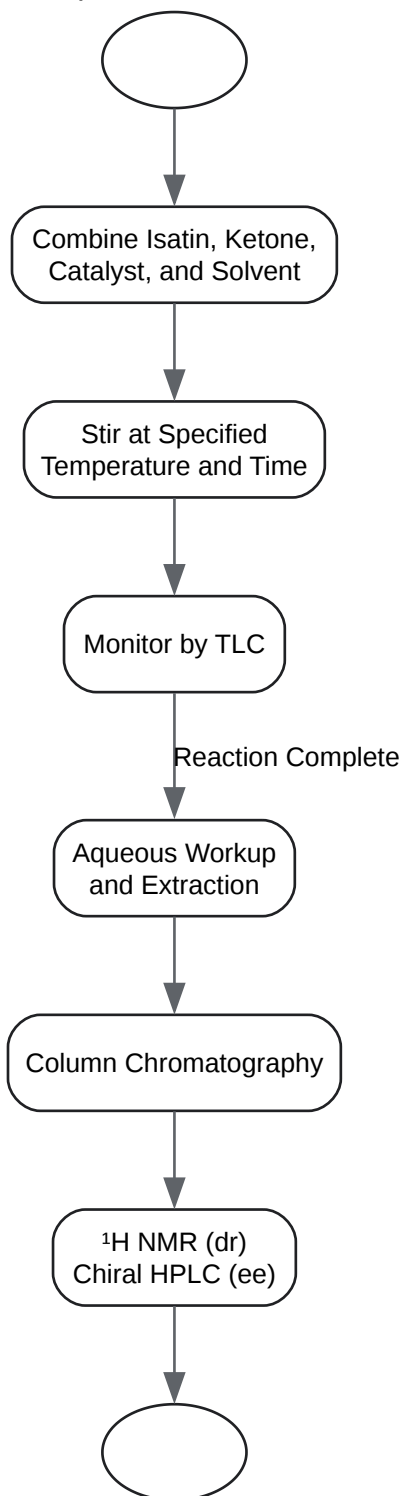 Combine Isatin, Ketone,
Catalyst, and Solvent
Stir at Specified
Temperature and Time
Monitor by TLC
Reaction Complete
Aqueous Workup
and Extraction
Column Chromatography
¹H NMR (dr)
Chiral HPLC (ee)